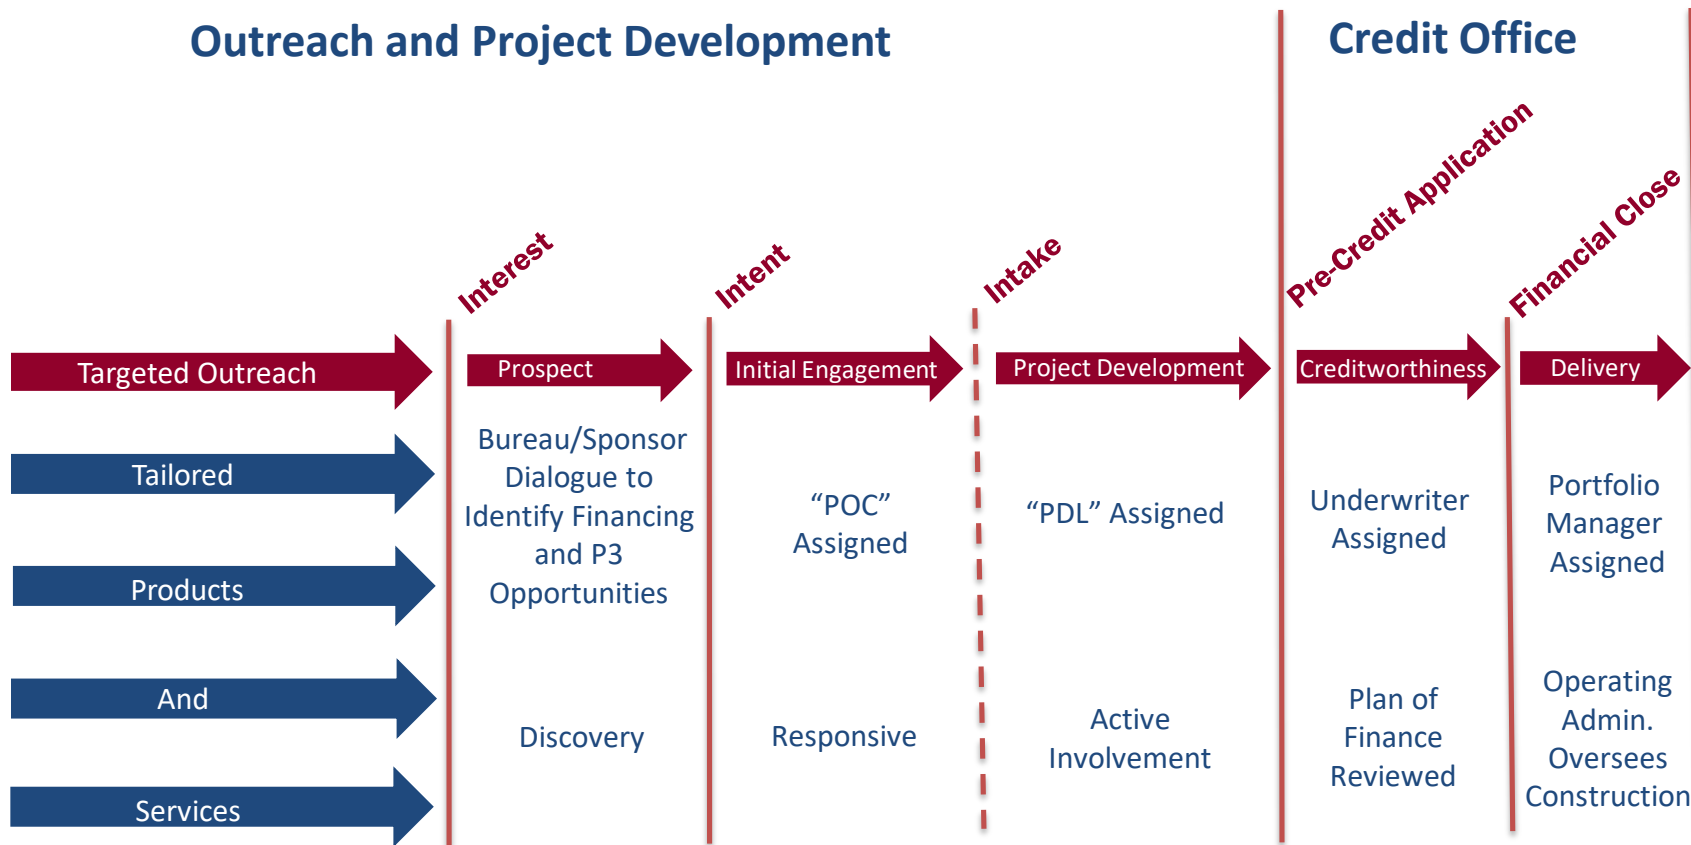 Outreach and Project Development
Credit Office
Interest
Intent
Intake
Pre-Credit Application
Financial Close
Targeted Outreach
Prospect
Initial Engagement
Project Development
Creditworthiness
Delivery
Tailored
Products
And
Services
Bureau/Sponsor
Dialogue to
Identify Financing
and P3
Opportunities
“POC”
Assigned
“PDL” Assigned
Underwriter
Assigned
Portfolio
Manager
Assigned
Discovery
Responsive
Active
Involvement
Plan of
Finance
Reviewed
Operating
Admin.
Oversees
Construction